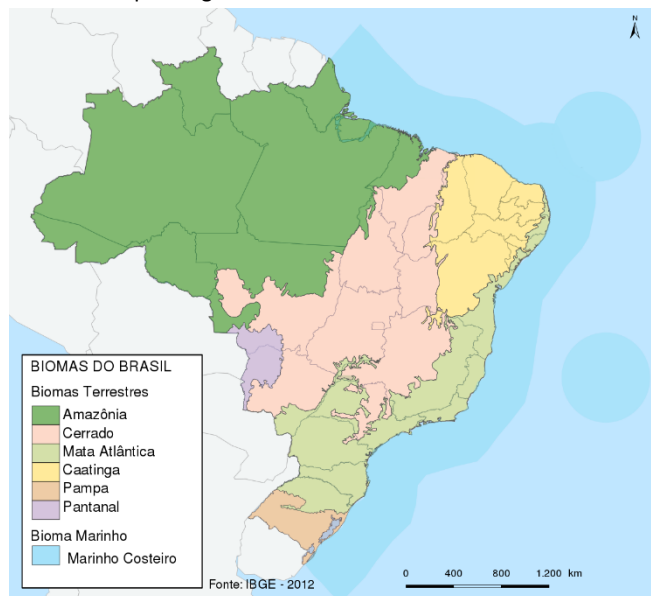 N
BIOMAS DO BRASIL
Biomas Terrestres
Amazônia
Cerrado
Mata Atlântica
Caatinga
Pampa
Pantanal
Bioma Marinho
Marinho Costeiro
Fonte: IBGE - 2012
0 400 800 1.200 km